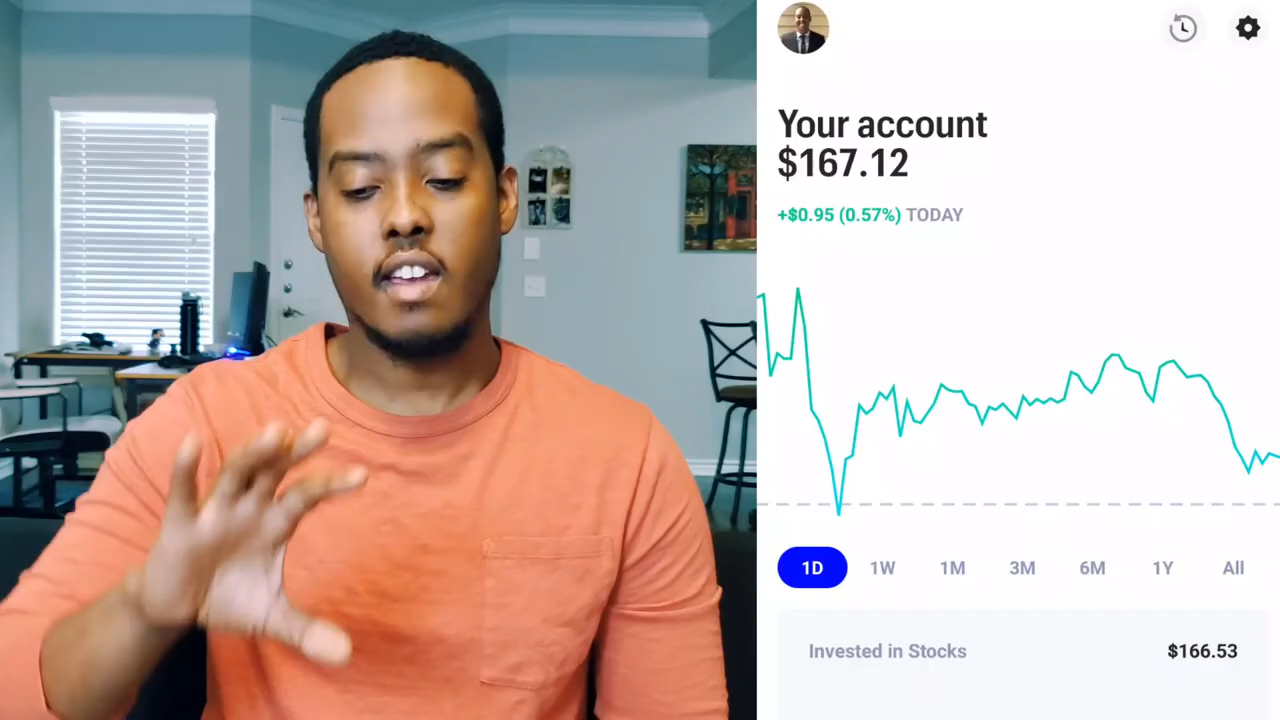 Your account
$167.12
+$0.95 (0.57%) TODAY
1D 1W 1M 3M 6M 1Y All
Invested in Stocks $166.53